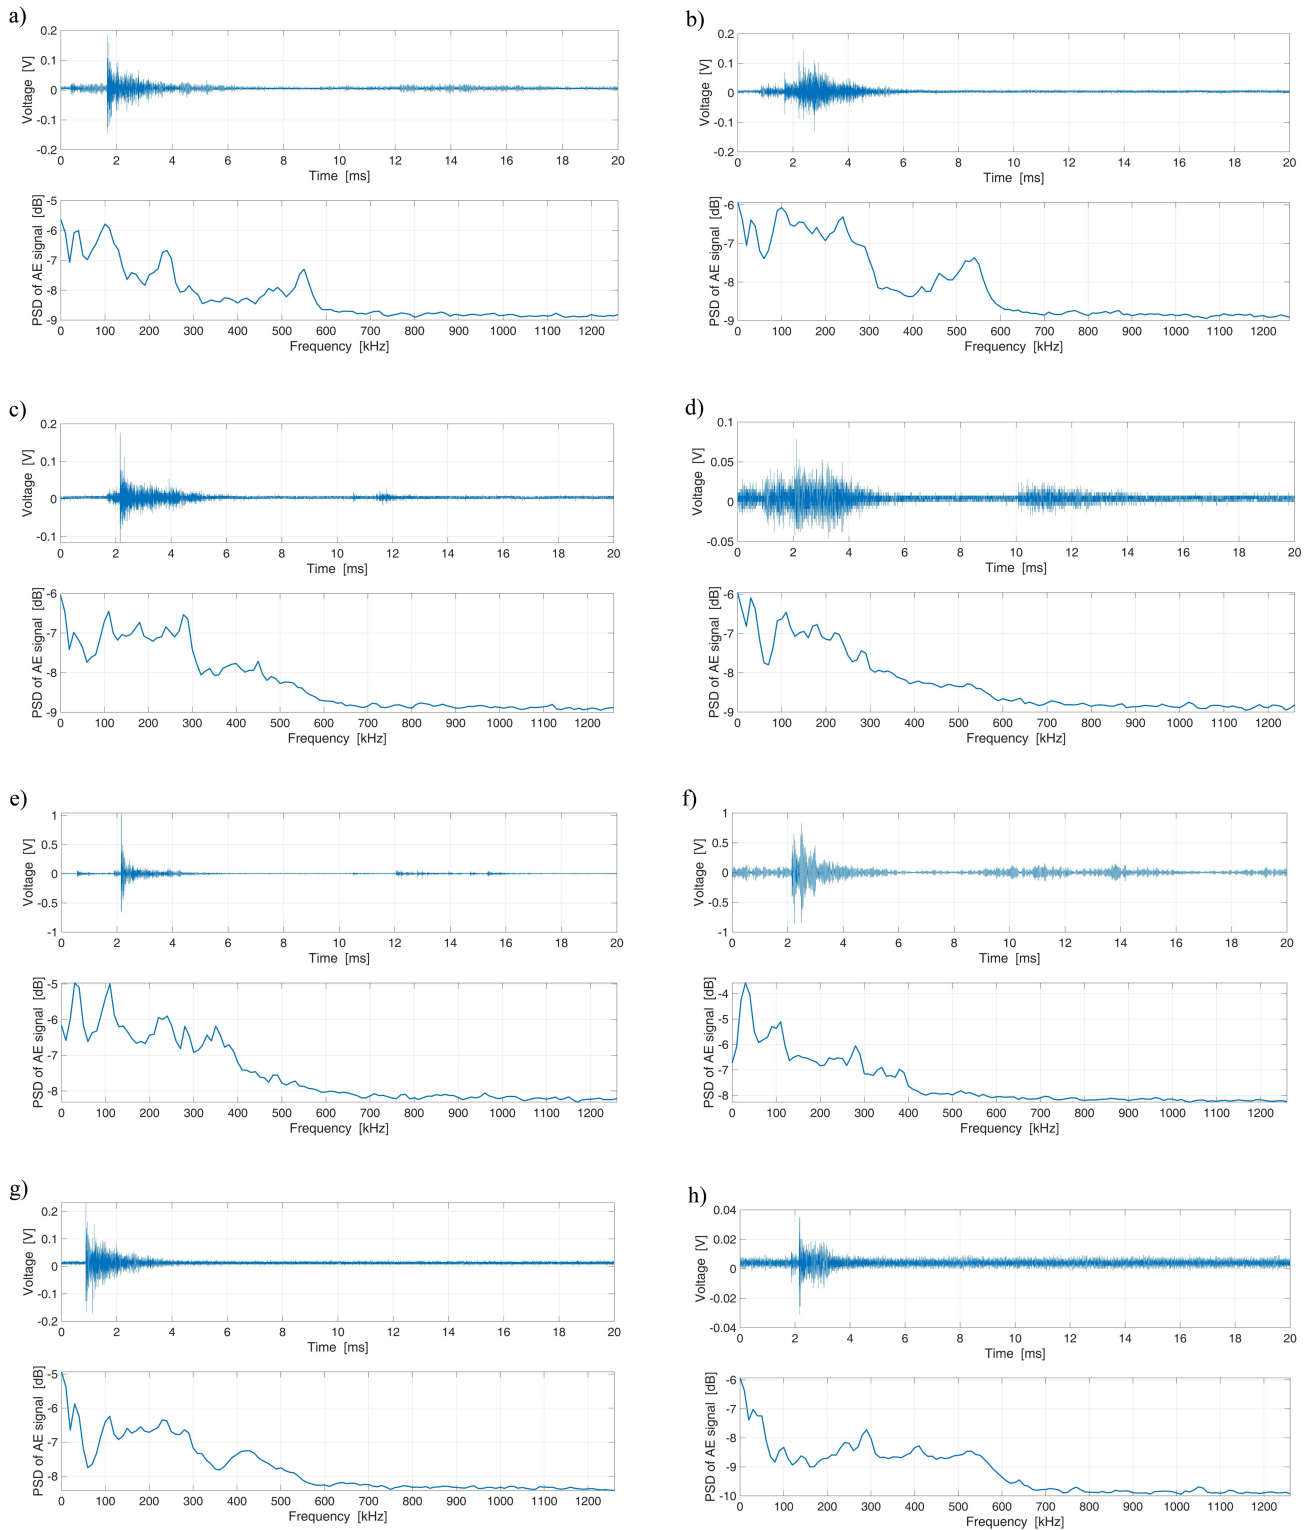 a)
0.2
0.1
0
-0.1
-0.2
Voltage [V]
0 2 4 6 8 10 12 14 16 18 20
Time [ms]
-5
-6
-7
-8
-9
PSD of AE signal [dB]
0 100 200 300 400 500 600 700 800 900 1000 1100 1200
Frequency [kHz]
b)
0.2
0.1
0
-0.1
-0.2
Voltage [V]
0 2 4 6 8 10 12 14 16 18 20
Time [ms]
-6
-7
-8
-9
PSD of AE signal [dB]
0 100 200 300 400 500 600 700 800 900 1000 1100 1200
Frequency [kHz]
c)
0.2
0.1
0
-0.1
Voltage [V]
0 2 4 6 8 10 12 14 16 18 20
Time [ms]
-6
-7
-8
-9
PSD of AE signal [dB]
0 100 200 300 400 500 600 700 800 900 1000 1100 1200
Frequency [kHz]
d)
0.1
0.05
0
-0.05
Voltage [V]
0 2 4 6 8 10 12 14 16 18 20
Time [ms]
-6
-7
-8
-9
PSD of AE signal [dB]
0 100 200 300 400 500 600 700 800 900 1000 1100 1200
Frequency [kHz]
e)
1
0.5
0
-0.5
-1
Voltage [V]
0 2 4 6 8 10 12 14 16 18 20
Time [ms]
-5
-6
-7
-8
PSD of AE signal [dB]
0 100 200 300 400 500 600 700 800 900 1000 1100 1200
Frequency [kHz]
f)
1
0.5
0
-0.5
-1
Voltage [V]
0 2 4 6 8 10 12 14 16 18 20
Time [ms]
-4
-5
-6
-7
-8
PSD of AE signal [dB]
0 100 200 300 400 500 600 700 800 900 1000 1100 1200
Frequency [kHz]
g)
0.2
0.1
0
-0.1
-0.2
Voltage [V]
0 2 4 6 8 10 12 14 16 18 20
Time [ms]
-5
-6
-7
-8
PSD of AE signal [dB]
0 100 200 300 400 500 600 700 800 900 1000 1100 1200
Frequency [kHz]
h)
0.04
0.02
0
-0.02
-0.04
Voltage [V]
0 2 4 6 8 10 12 14 16 18 20
Time [ms]
-6
-7
-8
-9
-10
PSD of AE signal [dB]
0 100 200 300 400 500 600 700 800 900 1000 1100 1200
Frequency [kHz]